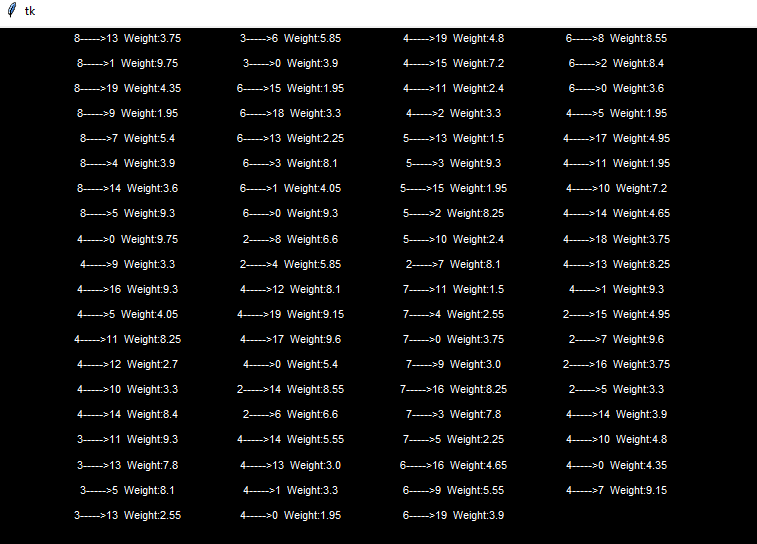 tk
8----->13 Weight:3.75
8----->1 Weight:9.75
8----->19 Weight:4.35
8----->9 Weight:1.95
8----->7 Weight:5.4
8----->4 Weight:3.9
8----->14 Weight:3.6
8----->5 Weight:9.3
4----->0 Weight:9.75
4----->9 Weight:3.3
4----->16 Weight:9.3
4----->5 Weight:4.05
4----->11 Weight:8.25
4----->12 Weight:2.7
4----->10 Weight:3.3
4----->14 Weight:8.4
3----->11 Weight:9.3
3----->13 Weight:7.8
3----->5 Weight:8.1
3----->13 Weight:2.55
3----->6 Weight:5.85
3----->0 Weight:3.9
6----->15 Weight:1.95
6----->18 Weight:3.3
6----->13 Weight:2.25
6----->3 Weight:8.1
6----->1 Weight:4.05
6----->0 Weight:9.3
2----->8 Weight:6.6
2----->4 Weight:5.85
4----->12 Weight:8.1
4----->19 Weight:9.15
4----->17 Weight:9.6
4----->0 Weight:5.4
2----->14 Weight:8.55
2----->6 Weight:6.6
4----->14 Weight:5.55
4----->13 Weight:3.0
4----->1 Weight:3.3
4----->0 Weight:1.95
4----->19 Weight:4.8
4----->15 Weight:7.2
4----->11 Weight:2.4
4----->2 Weight:3.3
5----->13 Weight:1.5
5----->3 Weight:9.3
5----->15 Weight:1.95
5----->2 Weight:8.25
5----->10 Weight:2.4
2----->7 Weight:8.1
7----->11 Weight:1.5
7----->4 Weight:2.55
7----->0 Weight:3.75
7----->9 Weight:3.0
7----->16 Weight:8.25
7----->3 Weight:7.8
7----->5 Weight:2.25
6----->16 Weight:4.65
6----->9 Weight:5.55
6----->19 Weight:3.9
6----->8 Weight:8.55
6----->2 Weight:8.4
6----->0 Weight:3.6
4----->5 Weight:1.95
4----->17 Weight:4.95
4----->11 Weight:1.95
4----->10 Weight:7.2
4----->14 Weight:4.65
4----->18 Weight:3.75
4----->13 Weight:8.25
4----->1 Weight:9.3
2----->15 Weight:4.95
2----->7 Weight:9.6
2----->16 Weight:3.75
2----->5 Weight:3.3
4----->14 Weight:3.9
4----->10 Weight:4.8
4----->0 Weight:4.35
4----->7 Weight:9.15